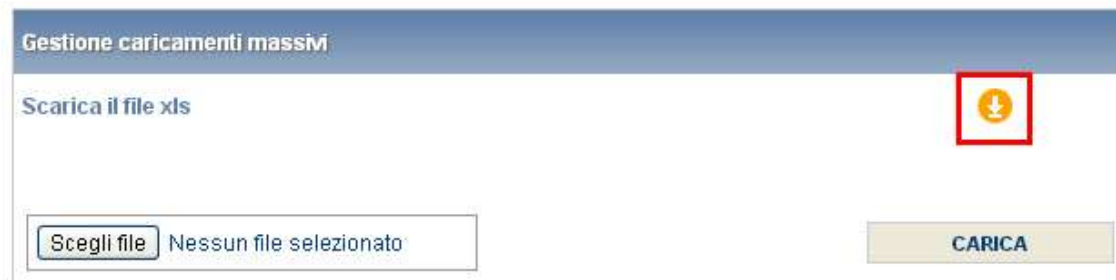 Gestione caricamenti massivi
Scarica il file xls
Scegli file Nessun file selezionato
CARICA